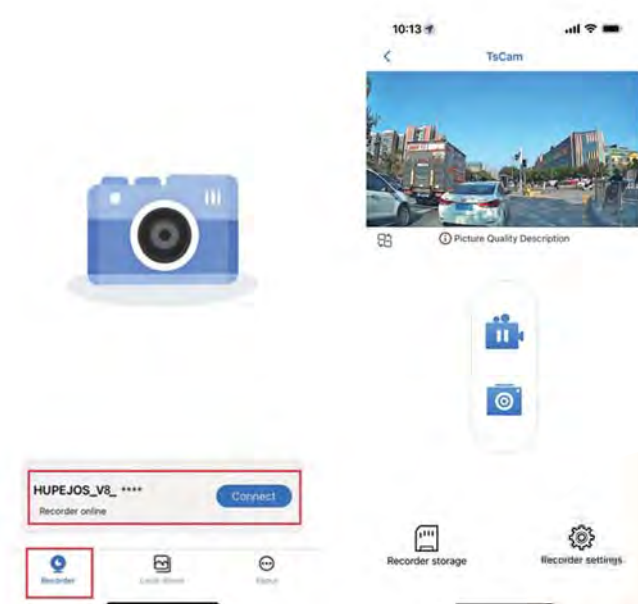 HUPEJOS_V8_ ****
Connect
Recorder online
Recorder
10:13
TsCam
Picture Quality Description
Recorder storage
Recorder settings